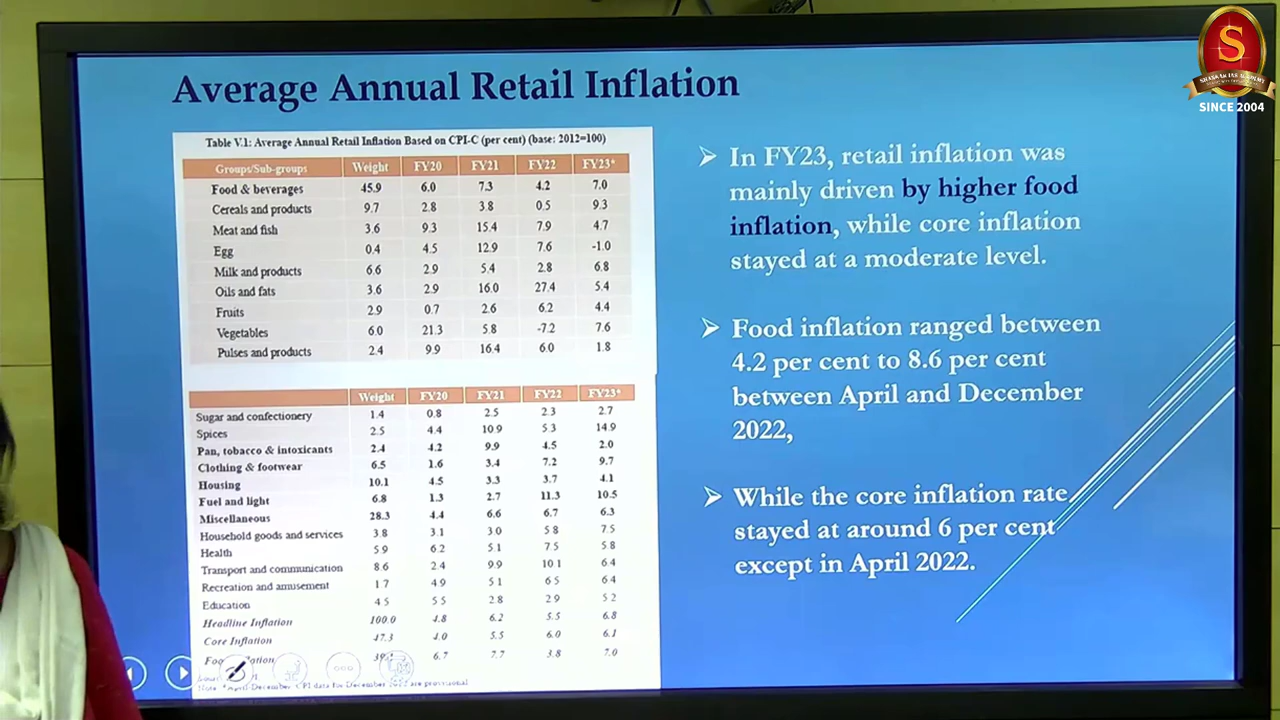 S
SHANKAR IAS ACADEMY
SINCE 2004
Average Annual Retail Inflation
Table V.1: Average Annual Retail Inflation Based on CPI-C (per cent) (base: 2012=100)
Groups/Sub-groups Weight FY20 FY21 FY22 FY23*
Food & beverages 45.9 6.0 7.3 4.2 7.0
Cereals and products 9.7 2.8 3.8 0.5 9.3
Meat and fish 3.6 9.3 15.4 7.9 4.7
Egg 0.4 4.5 12.9 7.6 -1.0
Milk and products 6.6 2.9 5.4 2.8 6.8
Oils and fats 3.6 2.9 16.0 27.4 5.4
Fruits 2.9 0.7 2.6 6.2 4.4
Vegetables 6.0 21.3 5.8 -7.2 7.6
Pulses and products 2.4 9.9 16.4 6.0 1.8
Weight FY20 FY21 FY22 FY23*
Sugar and confectionery 1.4 0.8 2.5 2.3 2.7
Spices 2.5 4.4 10.9 5.3 14.9
Pan, tobacco & intoxicants 2.4 4.2 9.9 4.5 2.0
Clothing & footwear 6.5 1.6 3.4 7.2 9.7
Housing 10.1 4.5 3.3 3.7 4.1
Fuel and light 6.8 1.3 2.7 11.3 10.5
Miscellaneous 28.3 4.4 6.6 6.7 6.3
Household goods and services 3.8 3.1 3.0 5.8 7.5
Health 5.9 6.2 5.1 7.5 5.8
Transport and communication 8.6 2.4 9.9 10.1 6.4
Recreation and amusement 1.7 4.9 5.1 6.5 6.4
Education 4.5 5.5 2.8 2.9 5.2
Headline Inflation 100.0 4.8 6.2 5.5 6.8
Core Inflation 47.3 4.0 5.5 6.0 6.1
6.7 7.7 3.8 7.0
CPI data for December are provisional
➢ In FY23, retail inflation was
mainly driven by higher food
inflation, while core inflation
stayed at a moderate level.
➢ Food inflation ranged between
4.2 per cent to 8.6 per cent
between April and December
2022,
➢ While the core inflation rate
stayed at around 6 per cent
except in April 2022.